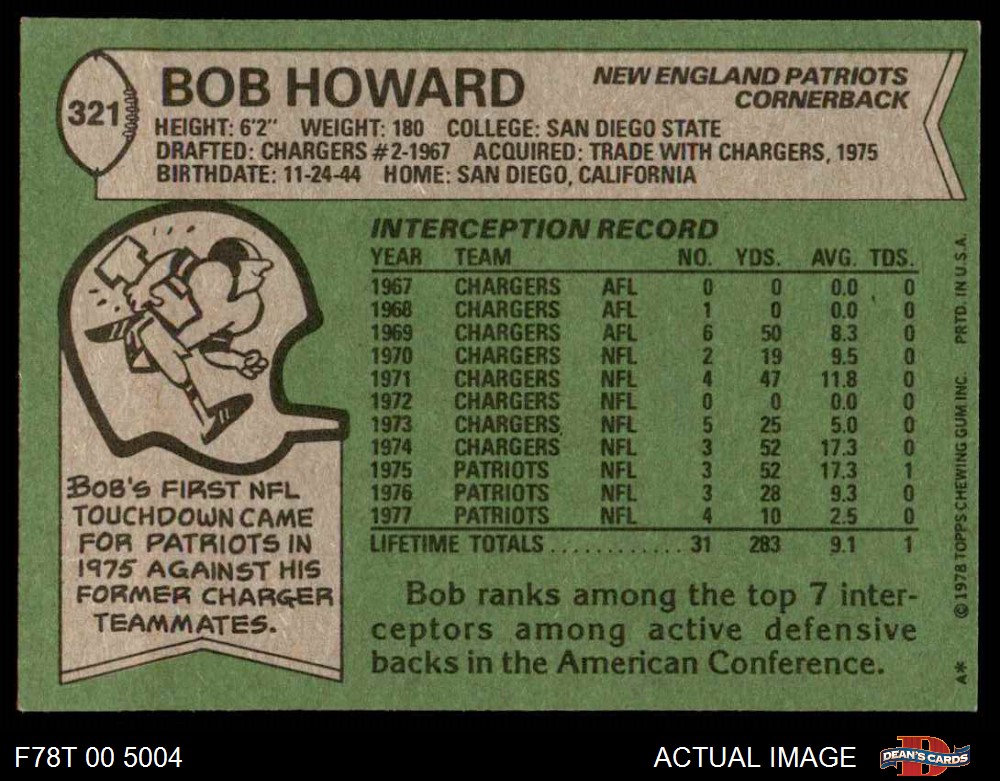 321
BOB HOWARD
NEW ENGLAND PATRIOTS
CORNERBACK
HEIGHT: 6'2" WEIGHT: 180 COLLEGE: SAN DIEGO STATE
DRAFTED: CHARGERS #2-1967 ACQUIRED: TRADE WITH CHARGERS, 1975
BIRTHDATE: 11-24-44 HOME: SAN DIEGO, CALIFORNIA
INTERCEPTION RECORD
YEAR TEAM NO. YDS. AVG. TDS.
1967 CHARGERS AFL 0 0 0.0 0
1968 CHARGERS AFL 1 0 0.0 0
1969 CHARGERS AFL 6 50 8.3 0
1970 CHARGERS NFL 2 19 9.5 0
1971 CHARGERS NFL 4 47 11.8 0
1972 CHARGERS NFL 0 0 0.0 0
1973 CHARGERS NFL 5 25 5.0 0
1974 CHARGERS NFL 3 52 17.3 0
1975 PATRIOTS NFL 3 52 17.3 1
1976 PATRIOTS NFL 3 28 9.3 0
1977 PATRIOTS NFL 4 10 2.5 0
LIFETIME TOTALS............ 31 283 9.1 1
BOB'S FIRST NFL
TOUCHDOWN CAME
FOR PATRIOTS IN
1975 AGAINST HIS
FORMER CHARGER
TEAMMATES.
Bob ranks among the top 7 inter-
ceptors among active defensive
backs in the American Conference.
A* © 1978 TOPPS CHEWING GUM INC. PRTD. IN U.S.A.
F78T 00 5004
ACTUAL IMAGE
D
DEAN'S CARDS